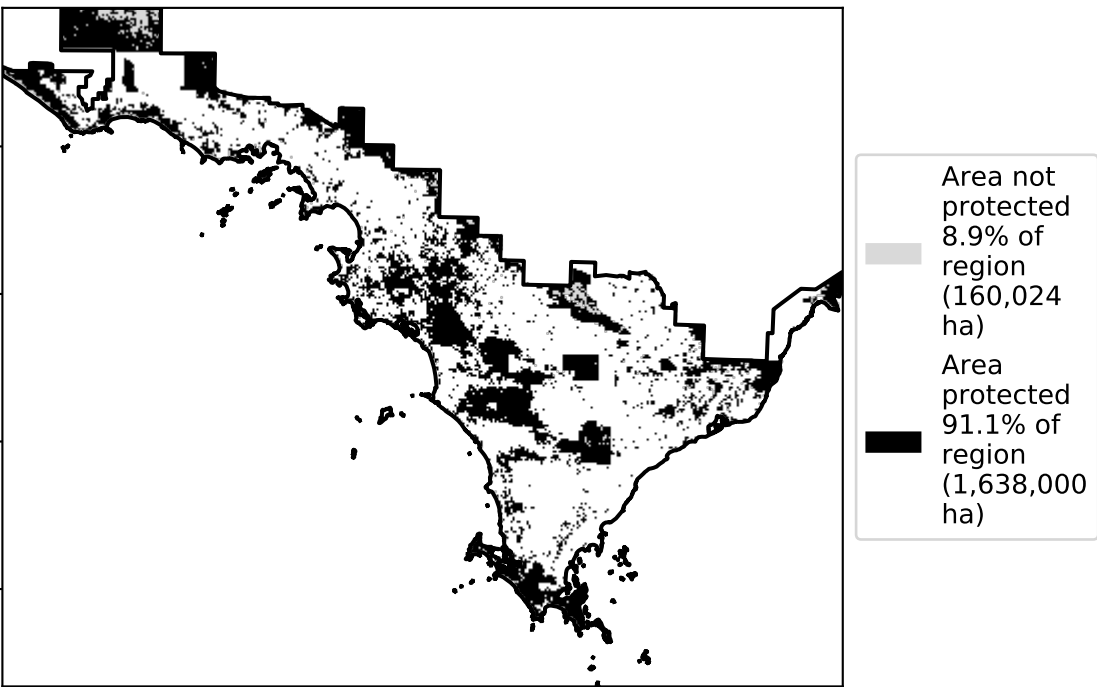 Area not
protected
8.9% of
region
(160,024
ha)
Area
protected
91.1% of
region
(1,638,000
ha)